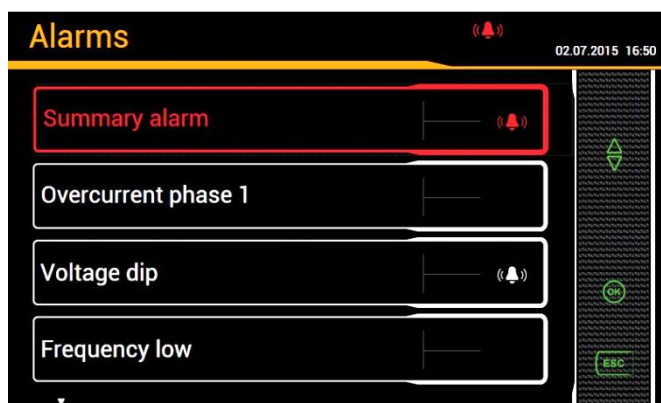 Alarms
02.07.2015 16:50
Summary alarm
Overcurrent phase 1
Voltage dip
OK
Frequency low
ESC